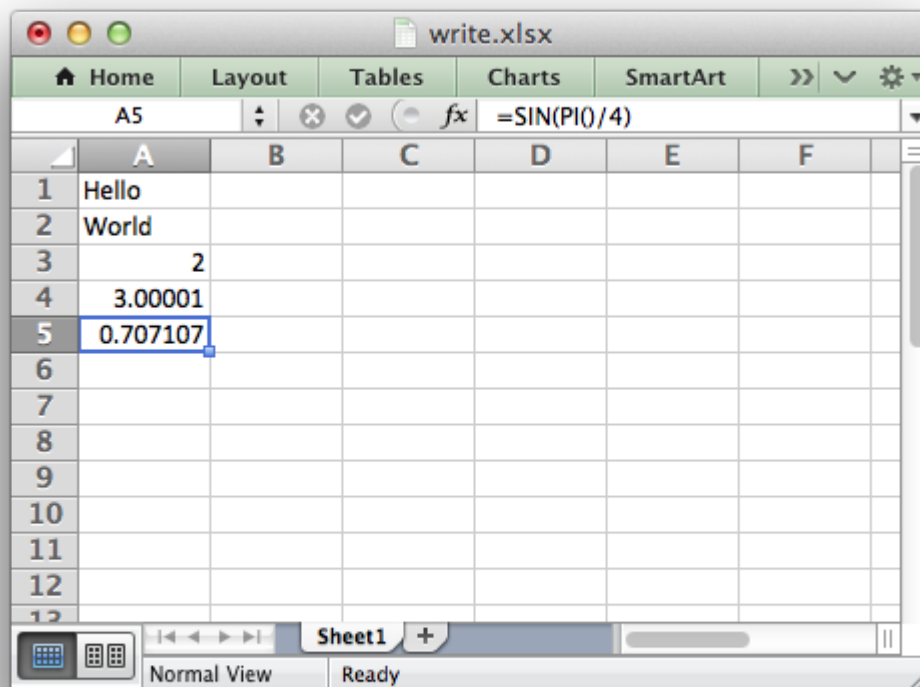 write.xlsx
Home Layout Tables Charts SmartArt
A5 fx =SIN(PI()/4)
A B C D E F
1 Hello
2 World
3 2
4 3.00001
5 0.707107
6
7
8
9
10
11
12
13
Sheet1 +
Normal View Ready